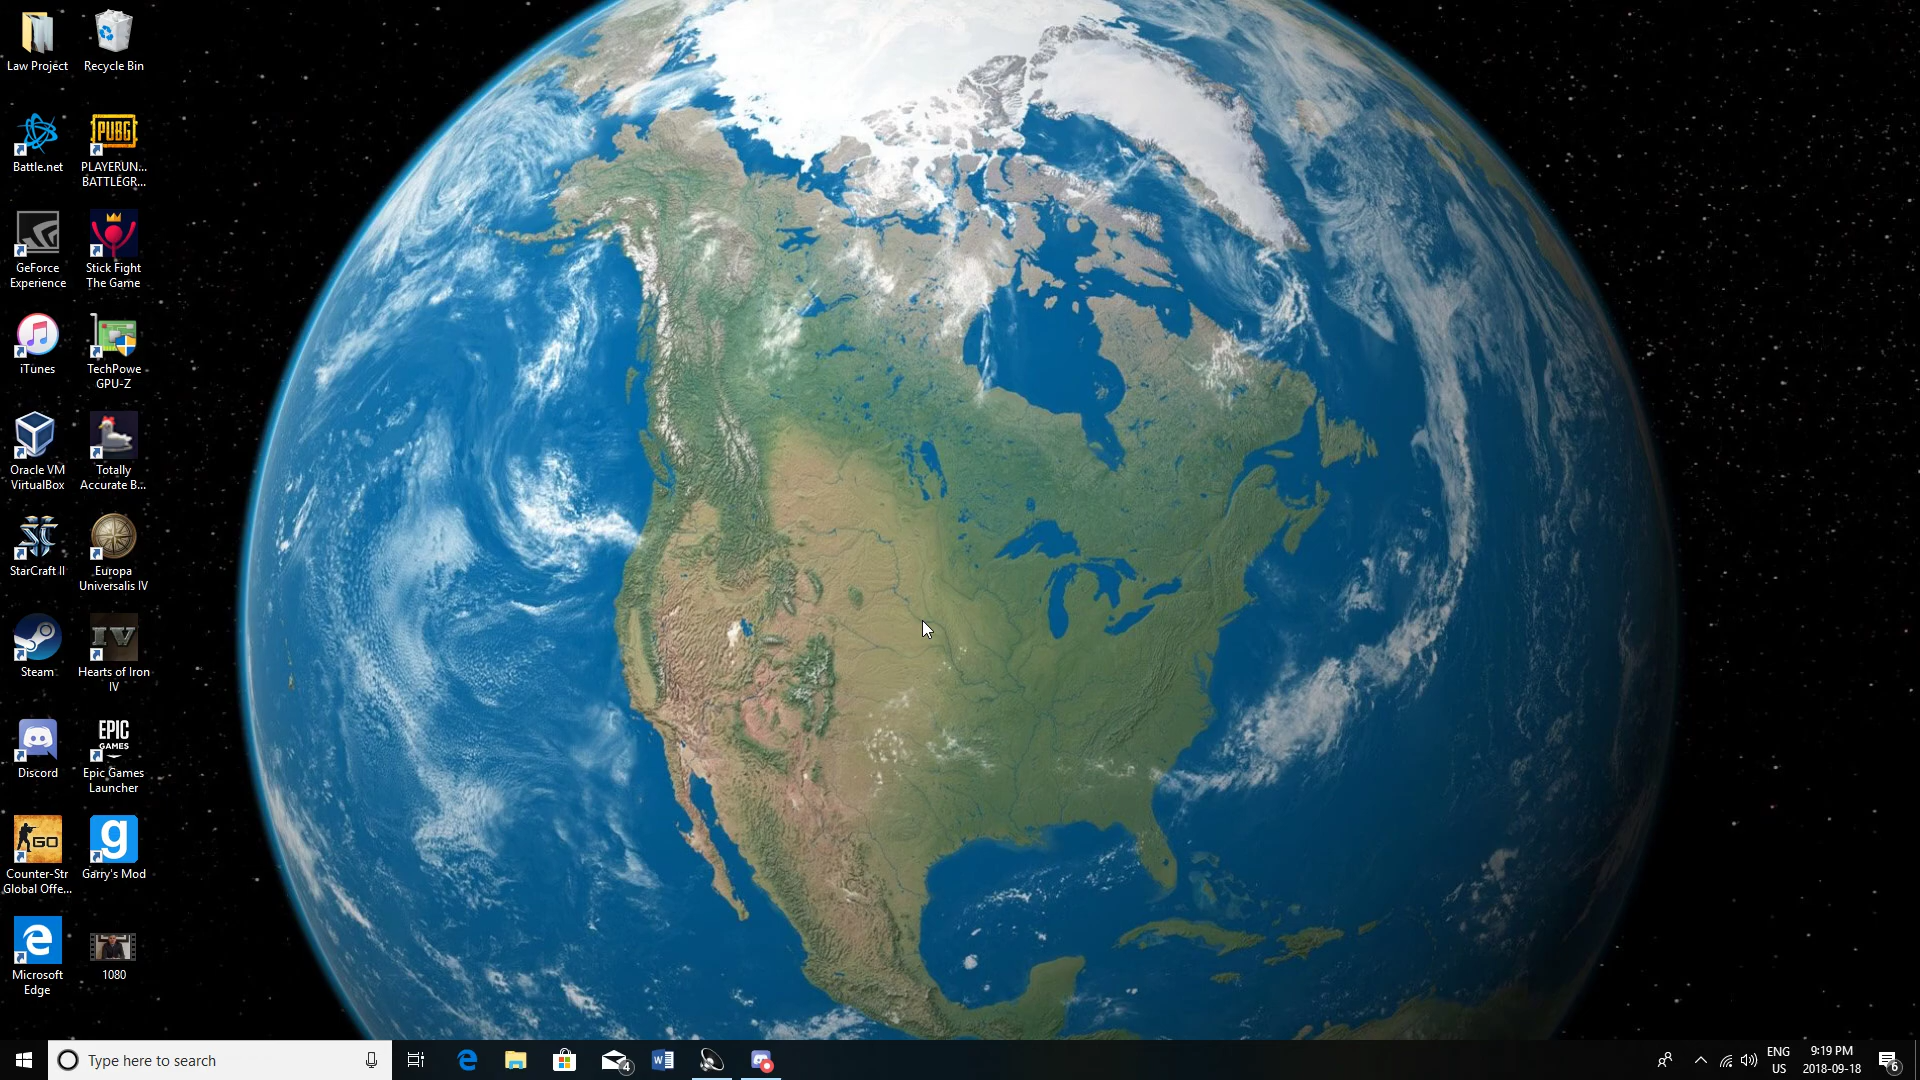 Law Project
Recycle Bin
Battle.net
PUBG
PLAYERUN...
BATTLEGR...
GeForce
Experience
Stick Fight
The Game
iTunes
TechPowe
GPU-Z
Oracle VM
VirtualBox
Totally
Accurate B...
StarCraft II
Europa
Universalis IV
Steam
IV
Hearts of Iron
IV
Discord
EPIC
GAMES
Epic Games
Launcher
GO
Counter-Str
Global Offe...
g
Garry's Mod
Microsoft
Edge
1080
Type here to search
4
ENG
US
9:19 PM
2018-09-18
6